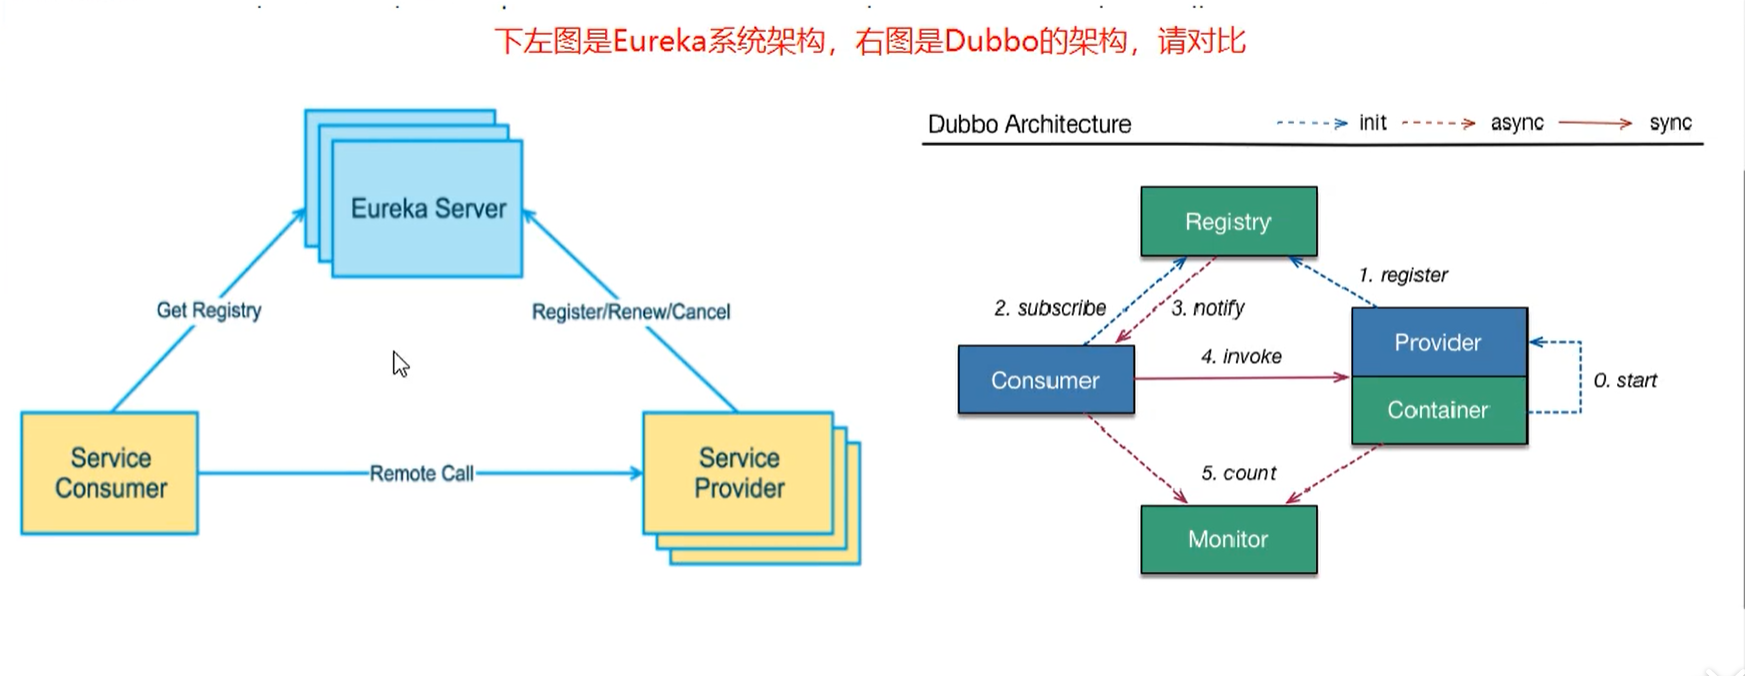 下左图是Eureka系统架构，右图是Dubbo的架构，请对比
Eureka Server
Get Registry
Register/Renew/Cancel
Service
Consumer
Remote Call
Service
Provider
Dubbo Architecture
init
async
sync
Registry
1. register
2. subscribe
3. notify
Provider
4. invoke
Consumer
0. start
Container
5. count
Monitor